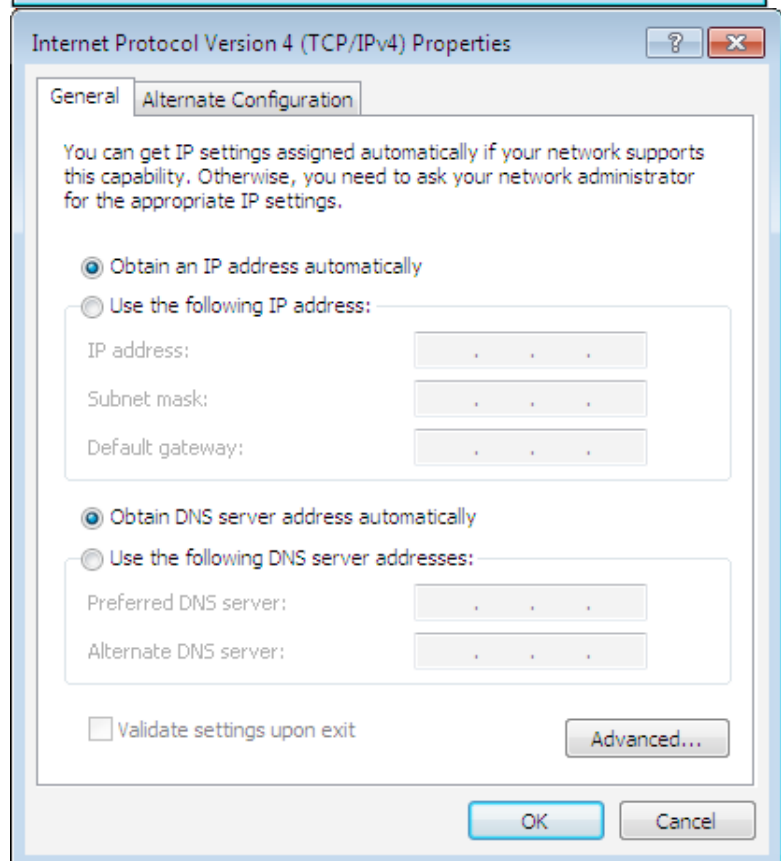 Internet Protocol Version 4 (TCP/IPv4) Properties
General
Alternate Configuration
You can get IP settings assigned automatically if your network supports
this capability. Otherwise, you need to ask your network administrator
for the appropriate IP settings.
Obtain an IP address automatically
Use the following IP address:
IP address:
Subnet mask:
Default gateway:
Obtain DNS server address automatically
Use the following DNS server addresses:
Preferred DNS server:
Alternate DNS server:
Validate settings upon exit
Advanced...
OK
Cancel